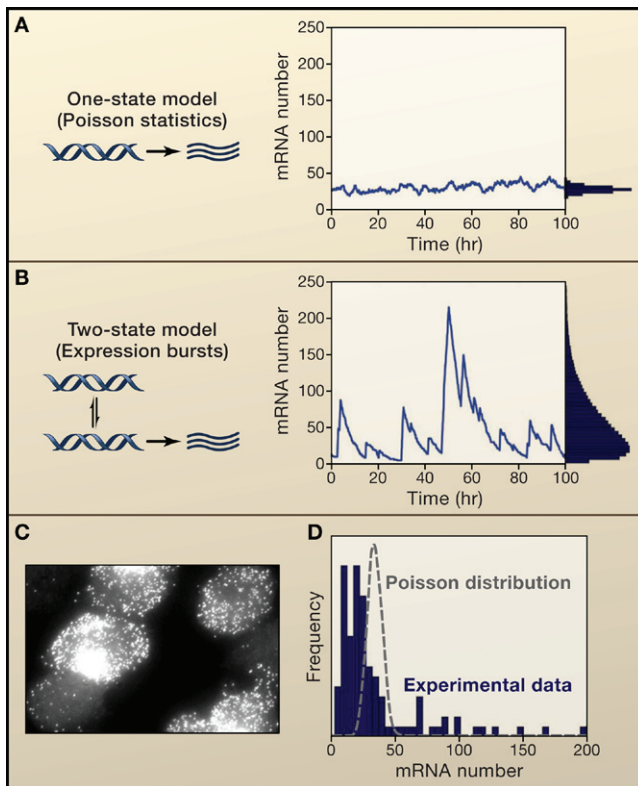 A
One-state model
(Poisson statistics)
mRNA number
250
200
150
100
50
0
0 20 40 60 80 100
Time (hr)
B
Two-state model
(Expression bursts)
mRNA number
250
200
150
100
50
0
0 20 40 60 80 100
Time (hr)
C
D
Frequency
Poisson distribution
Experimental data
0 50 100 150 200
mRNA number